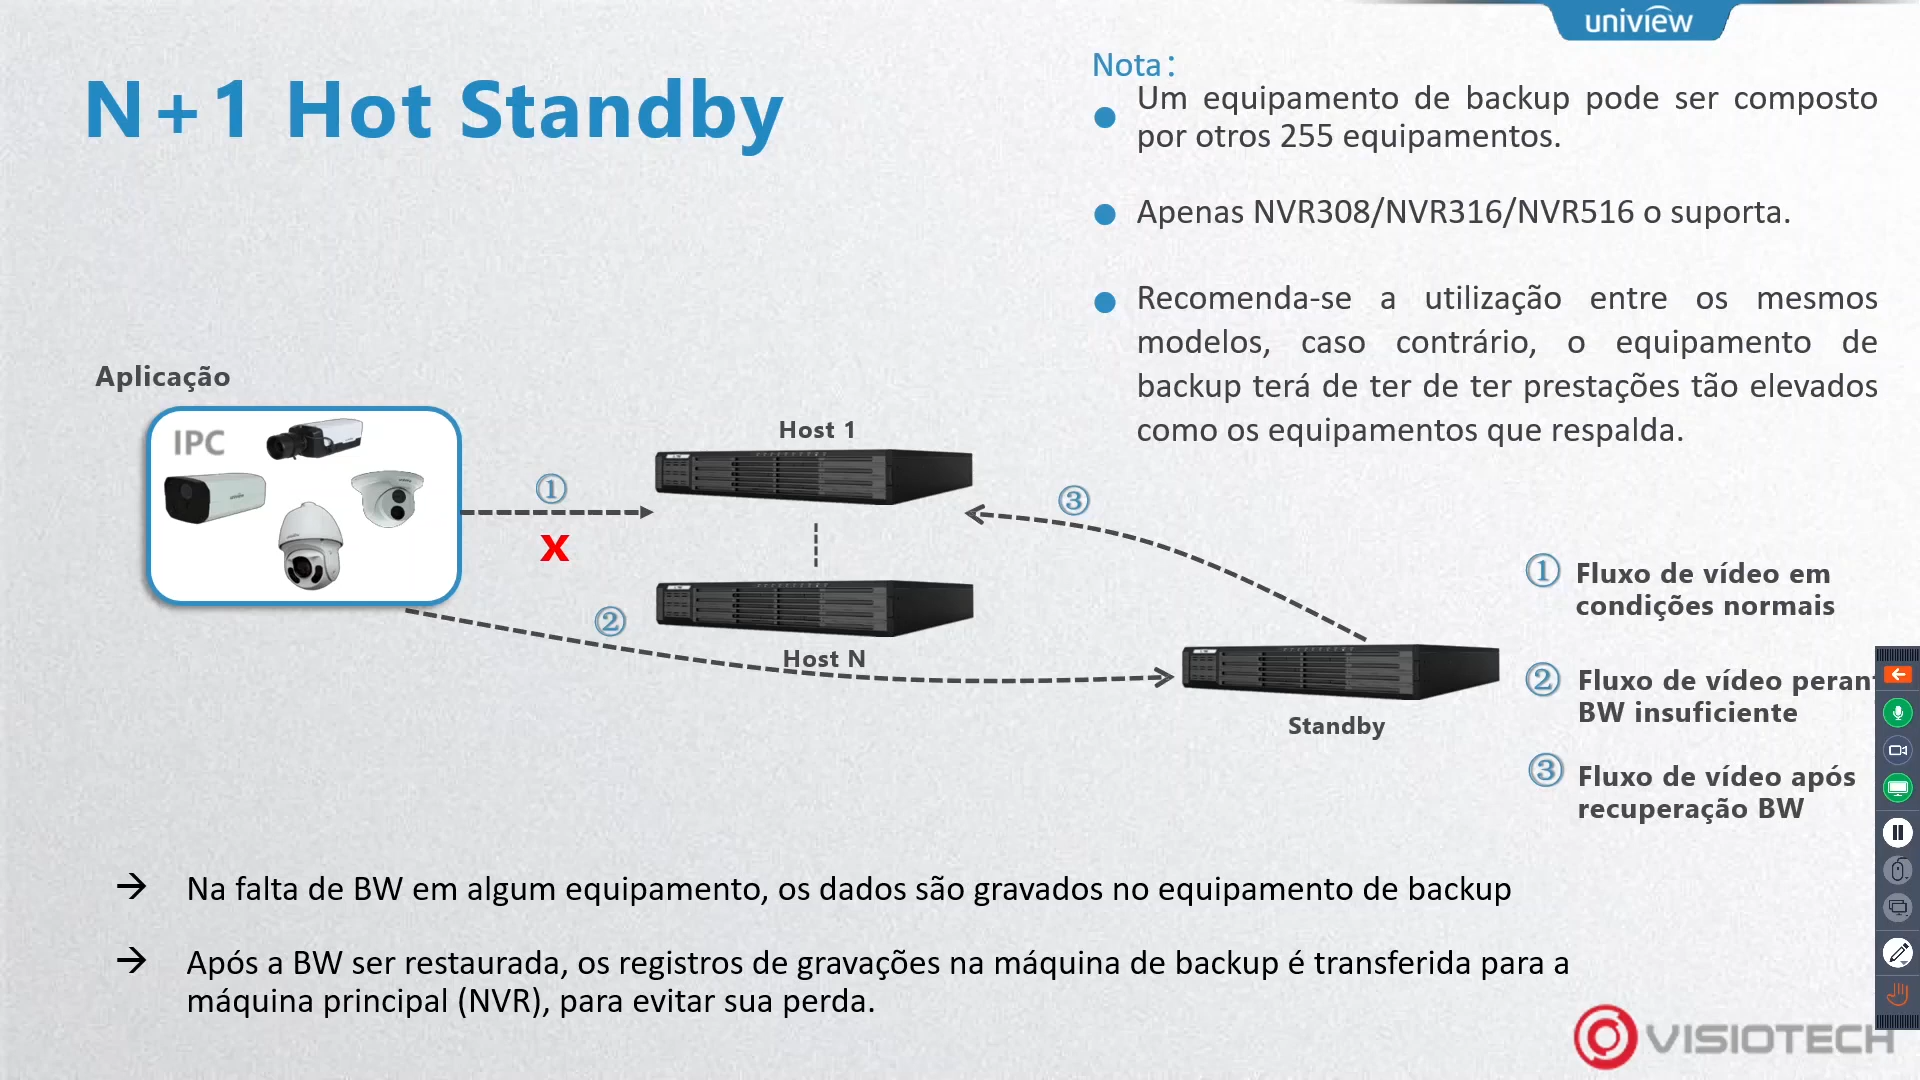 uniview
N+1 Hot Standby
Nota：
● Um equipamento de backup pode ser composto
por otros 255 equipamentos.
● Apenas NVR308/NVR316/NVR516 o suporta.
● Recomenda-se a utilização entre os mesmos
modelos, caso contrário, o equipamento de
backup terá de ter de ter prestações tão elevados
como os equipamentos que respalda.
Aplicação
IPC
①
X
②
Host 1
Host N
③
Standby
① Fluxo de vídeo em
condições normais
② Fluxo de vídeo peran
BW insuficiente
③ Fluxo de vídeo após
recuperação BW
→ Na falta de BW em algum equipamento, os dados são gravados no equipamento de backup
→ Após a BW ser restaurada, os registros de gravações na máquina de backup é transferida para a
máquina principal (NVR), para evitar sua perda.
VISIOTECH